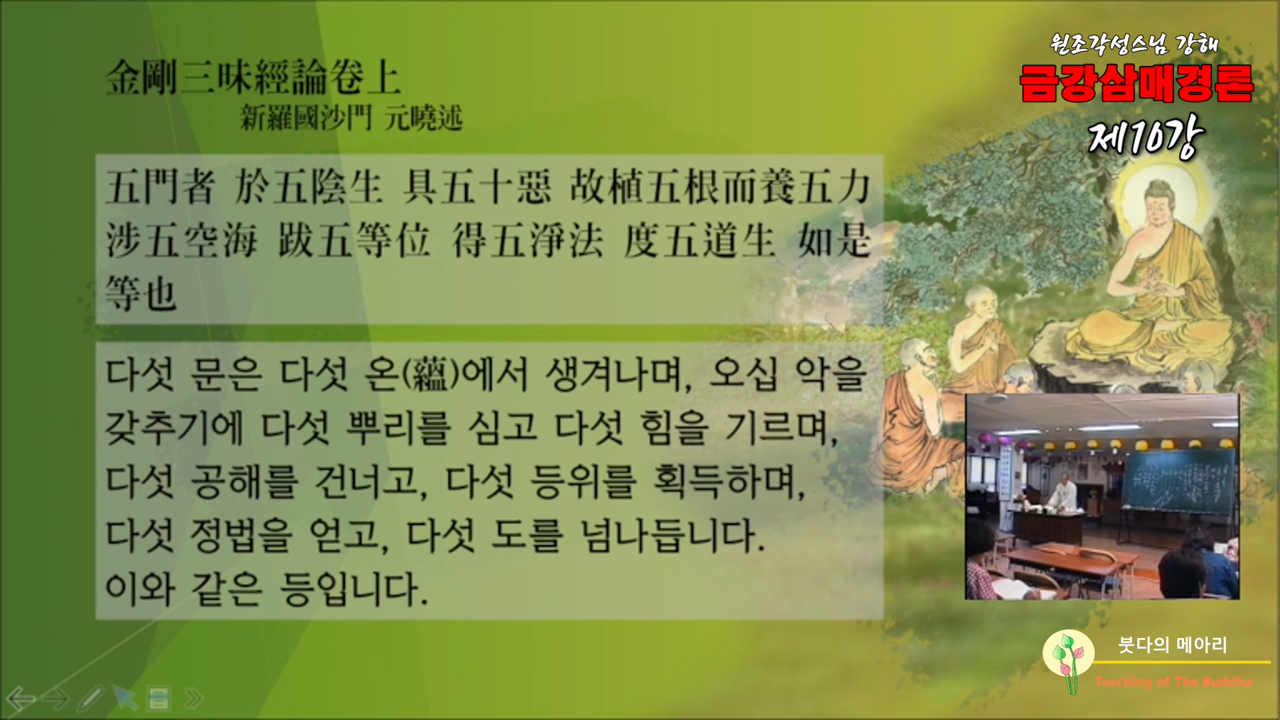 金剛三昧經論卷上
新羅國沙門 元曉述
五門者 於五陰生 具五十惡 故植五根而養五力
涉五空海 跋五等位 得五淨法 度五道生 如是
等也
다섯 문은 다섯 온(蘊)에서 생겨나며, 오십 악을
갖추기에 다섯 뿌리를 심고 다섯 힘을 기르며,
다섯 공해를 건너고, 다섯 등위를 획득하며,
다섯 정법을 얻고, 다섯 도를 넘나듭니다.
이와 같은 등입니다.
원조각성스님 강해
금강삼매경론
제10강
붓다의 메아리
Teaching of The Buddha